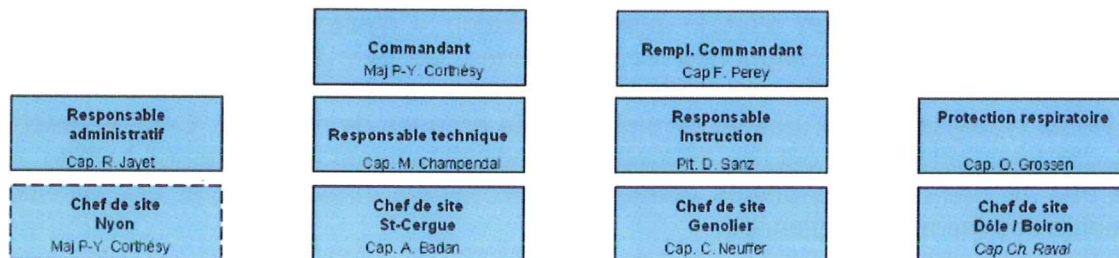 Commandant
Maj P-Y. Corthésy
Rempl. Commandant
Cap F. Perey
Responsable
administratif
Cap. R. Jayet
Responsable technique
Cap. M. Champendal
Responsable
Instruction
Plt. D. Sanz
Protection respiratoire
Cap. O. Grossen
Chef de site
Nyon
Maj P-Y. Corthésy
Chef de site
St-Cergue
Cap. A. Badan
Chef de site
Genolier
Cap. C. Neuffer
Chef de site
Dôle / Boiron
Cap Ch. Raval